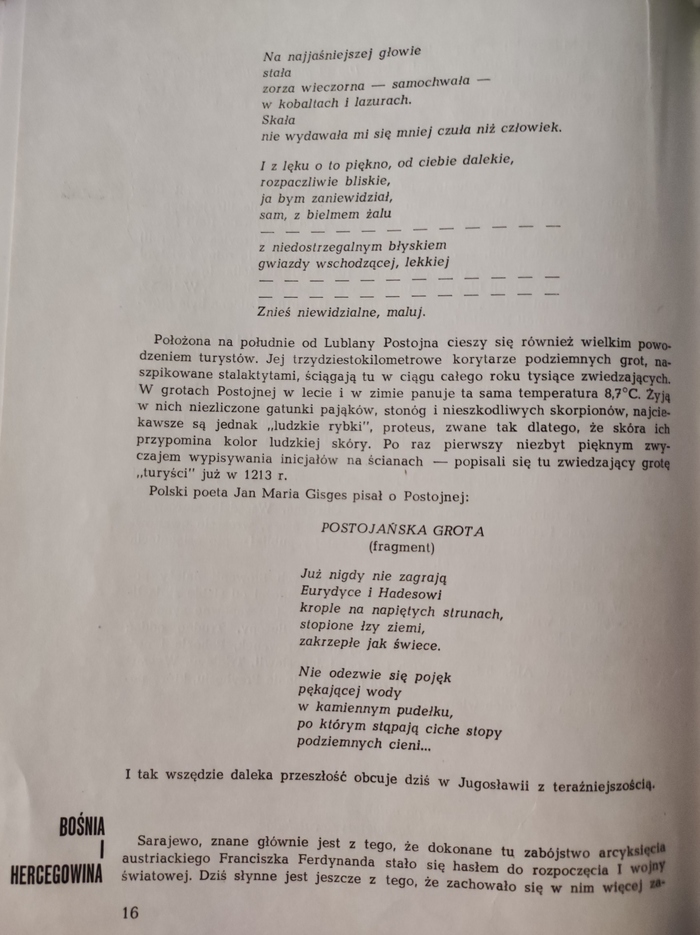 Na najjaśniejszej głowie
stała
zorza wieczorna — samochwała —
w kobaltach i lazurach.
Skała
nie wydawała mi się mniej czuła niż człowiek.
I z lęku o to piękno, od ciebie dalekie,
rozpaczliwie bliskie,
ja bym zaniewidział,
sam, z bielmem żalu
— — — — — — — — — — — —
z niedostrzegalnym błyskiem
gwiazdy wschodzącej, lekkiej
— — — — — — — — — — — —
— — — — — — — — — — — —
Znieś niewidzialne, maluj.
Położona na południe od Lublany Postojna cieszy się również wielkim powo-
dzeniem turystów. Jej trzydziestokilometrowe korytarze podziemnych grot, na-
szpikowane stalaktytami, ściągają tu w ciągu całego roku tysiące zwiedzających.
W grotach Postojnej w lecie i w zimie panuje ta sama temperatura 8,7°C. Żyją
w nich niezliczone gatunki pająków, stonóg i nieszkodliwych skorpionów, najcie-
kawsze są jednak „ludzkie rybki", proteus, zwane tak dlatego, że skóra ich
przypomina kolor ludzkiej skóry. Po raz pierwszy niezbyt pięknym zwy-
czajem wypisywania inicjałów na ścianach — popisali się tu zwiedzający grotę
„turyści" już w 1213 r.
Polski poeta Jan Maria Gisges pisał o Postojnej:
POSTOJAŃSKA GROTA
(fragment)
Już nigdy nie zagrają
Eurydyce i Hadesowi
krople na napiętych strunach,
stopione łzy ziemi,
zakrzepłe jak świece.
Nie odezwie się pojęk
pękającej wody
w kamiennym pudełku,
po którym stąpają ciche stopy
podziemnych cieni...
I tak wszędzie daleka przeszłość obcuje dziś w Jugosławii z teraźniejszością.
BOŚNIA
I
HERCEGOWINA
Sarajewo, znane głównie jest z tego, że dokonane tu zabójstwo arcyksięcia
austriackiego Franciszka Ferdynanda stało się hasłem do rozpoczęcia I wojny
światowej. Dziś słynne jest jeszcze z tego, że zachowało się w nim więcej za-
16